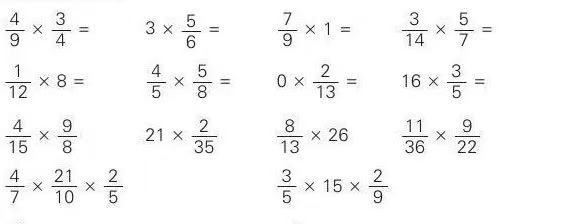 4/9 × 3/4 = 3 × 5/6 = 7/9 × 1 = 3/14 × 5/7 =
1/12 × 8 = 4/5 × 5/8 = 0 × 2/13 = 16 × 3/5 =
4/15 × 9/8 21 × 2/35 8/13 × 26 11/36 × 9/22
4/7 × 21/10 × 2/5 3/5 × 15 × 2/9